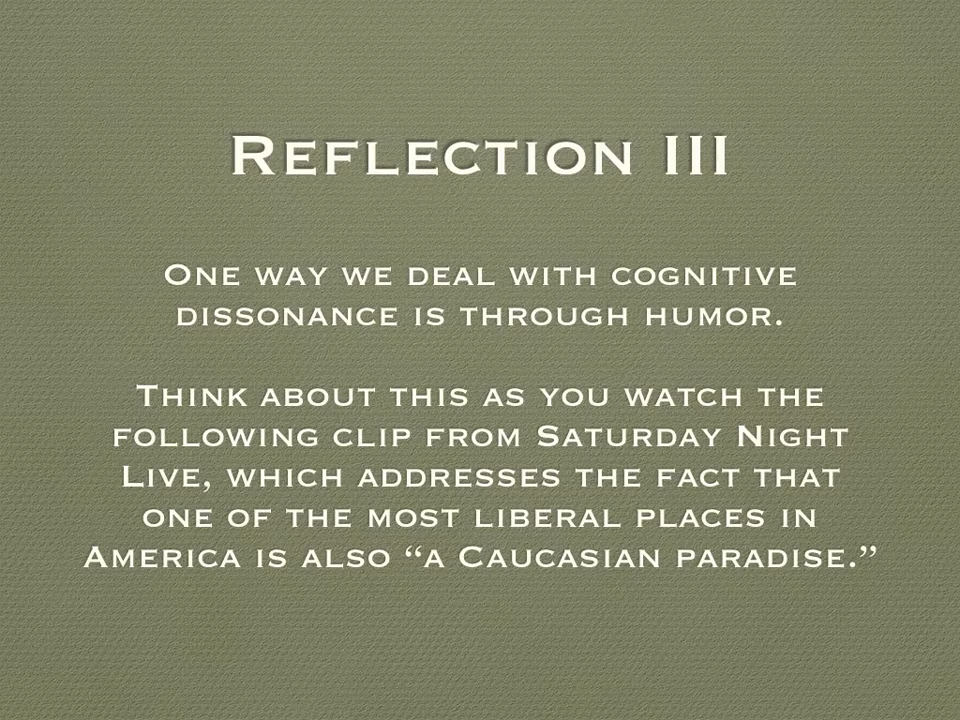 Reflection III
One way we deal with cognitive
dissonance is through humor.
Think about this as you watch the
following clip from Saturday Night
Live, which addresses the fact that
one of the most liberal places in
America is also “a Caucasian paradise.”